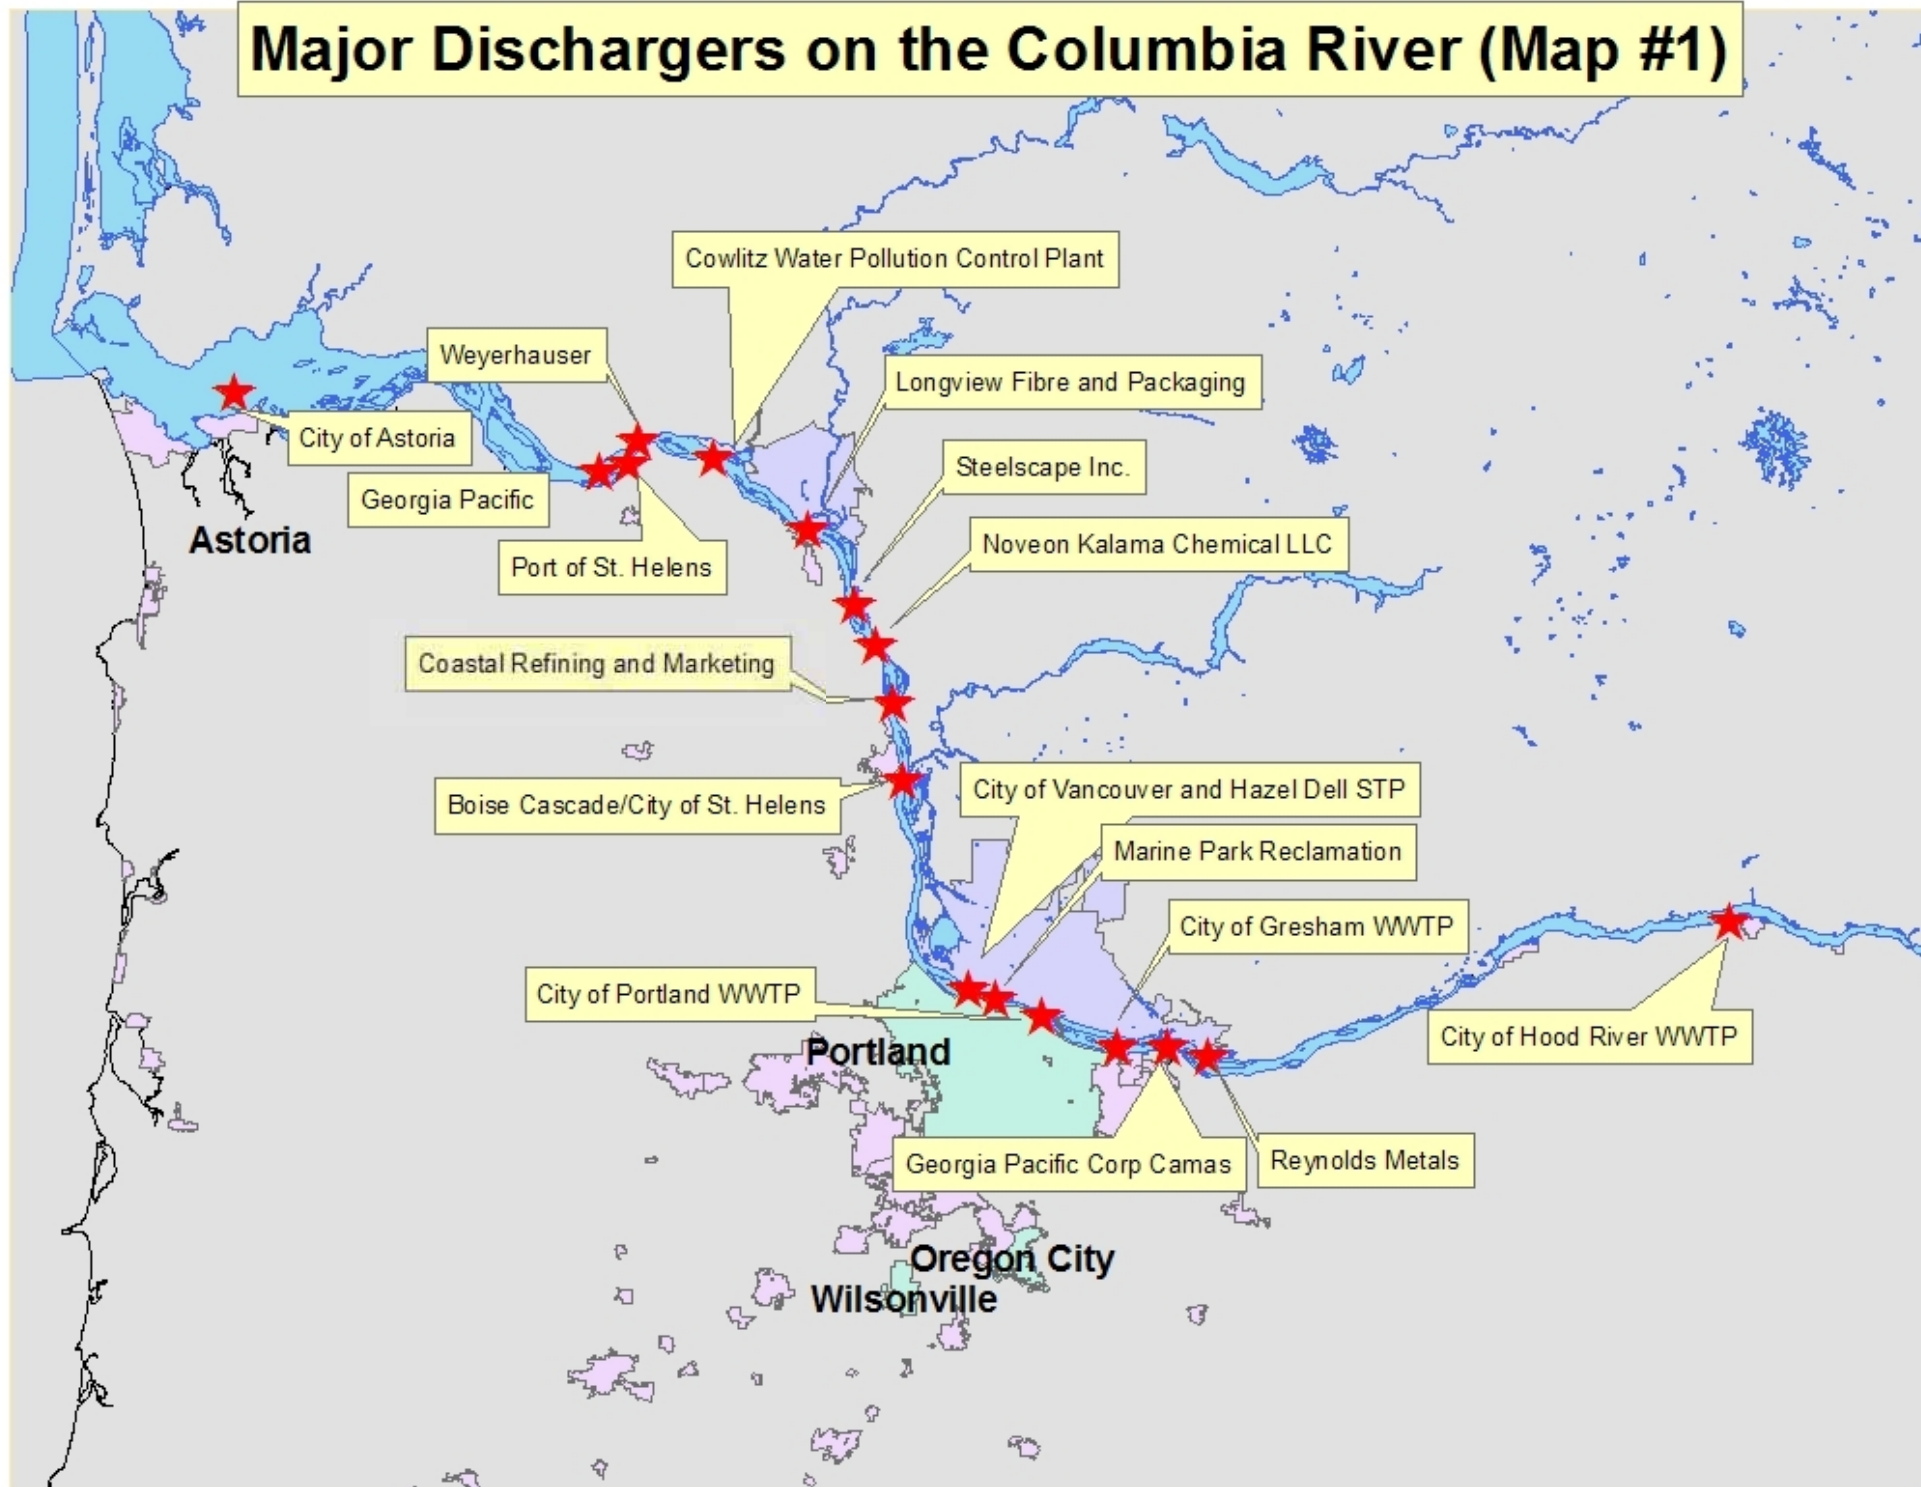 Major Dischargers on the Columbia River (Map #1)
Cowlitz Water Pollution Control Plant
Weyerhauser
Longview Fibre and Packaging
City of Astoria
Steelscape Inc.
Georgia Pacific
Astoria
Noveon Kalama Chemical LLC
Port of St. Helens
Coastal Refining and Marketing
City of Vancouver and Hazel Dell STP
Boise Cascade/City of St. Helens
Marine Park Reclamation
City of Gresham WWTP
City of Portland WWTP
City of Hood River WWTP
Portland
Georgia Pacific Corp Camas
Reynolds Metals
Oregon City
Wilsonville